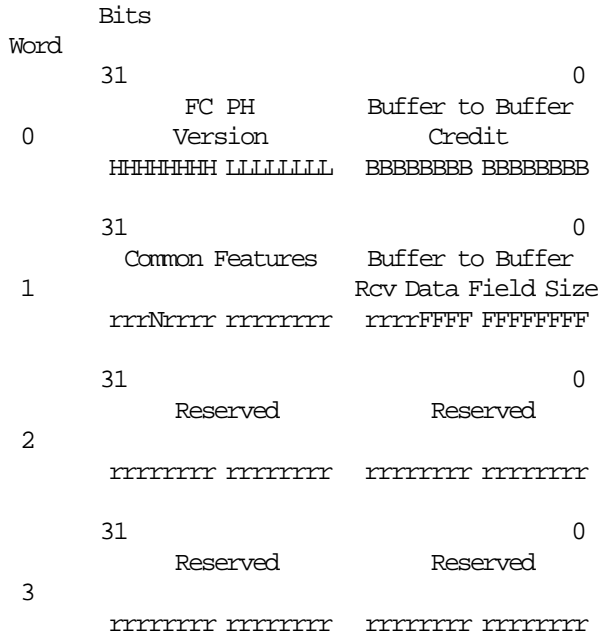 Bits
Word
31 0
FC PH Buffer to Buffer
0 Version Credit
HHHHHHHH LLLLLLLL BBBBBBBB BBBBBBBB
31 0
Common Features Buffer to Buffer
1 Rcv Data Field Size
rrrNrrrr rrrrrrrr rrrrFFFF FFFFFFFF
31 0
Reserved Reserved
2
rrrrrrrr rrrrrrrr rrrrrrrr rrrrrrrr
31 0
Reserved Reserved
3
rrrrrrrr rrrrrrrr rrrrrrrr rrrrrrrr